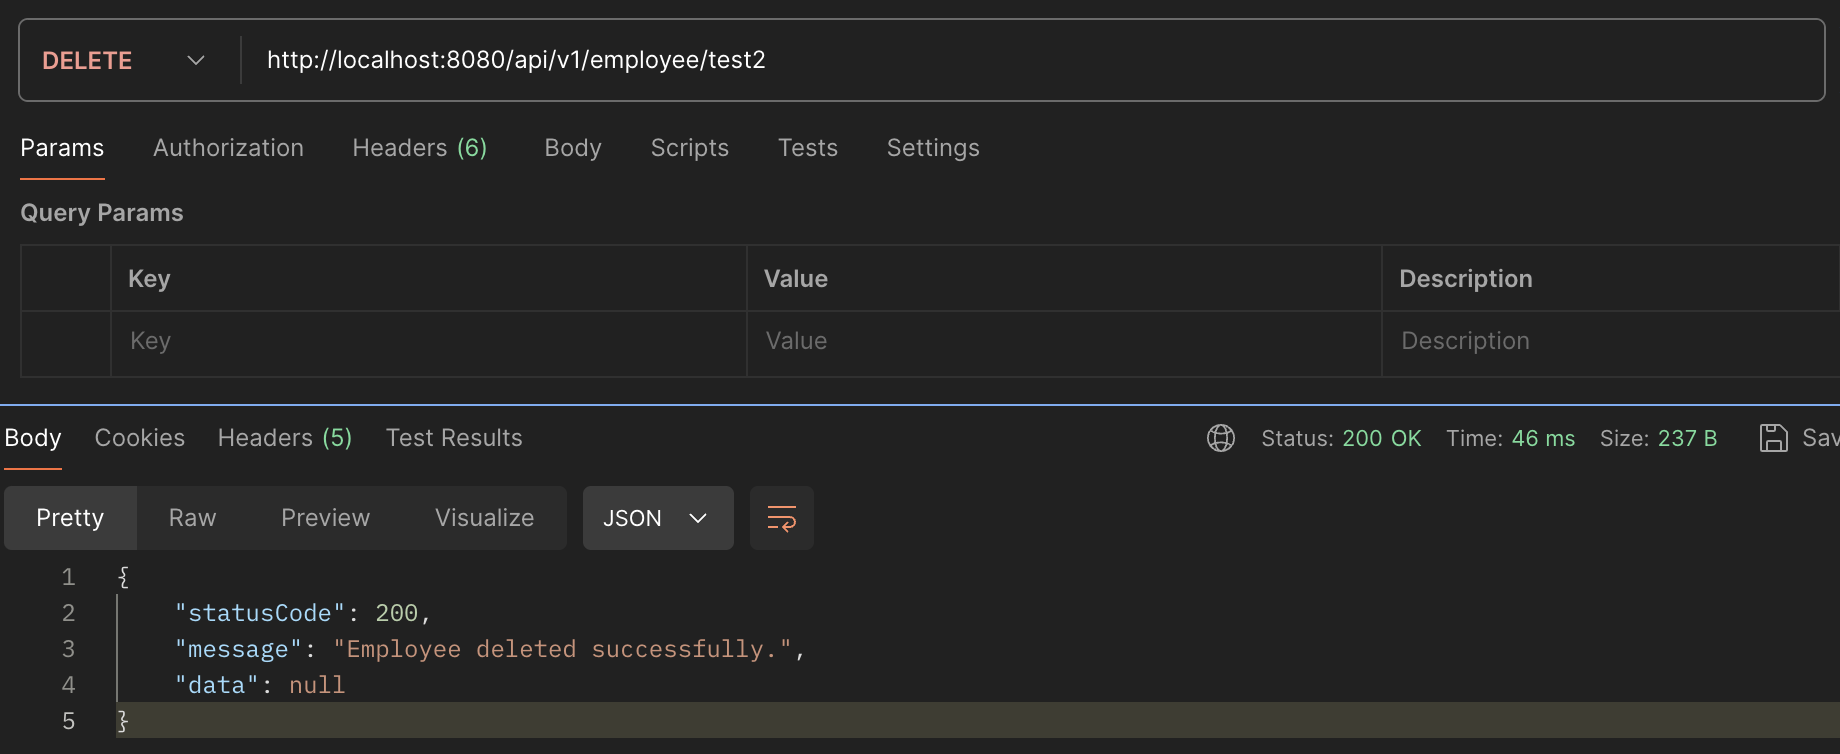 DELETE http://localhost:8080/api/v1/employee/test2
Params Authorization Headers (6) Body Scripts Tests Settings
Query Params
Key Value Description
Key Value Description
Body Cookies Headers (5) Test Results Status: 200 OK Time: 46 ms Size: 237 B Sav
Pretty Raw Preview Visualize JSON
1 {
2 "statusCode": 200,
3 "message": "Employee deleted successfully.",
4 "data": null
5 }